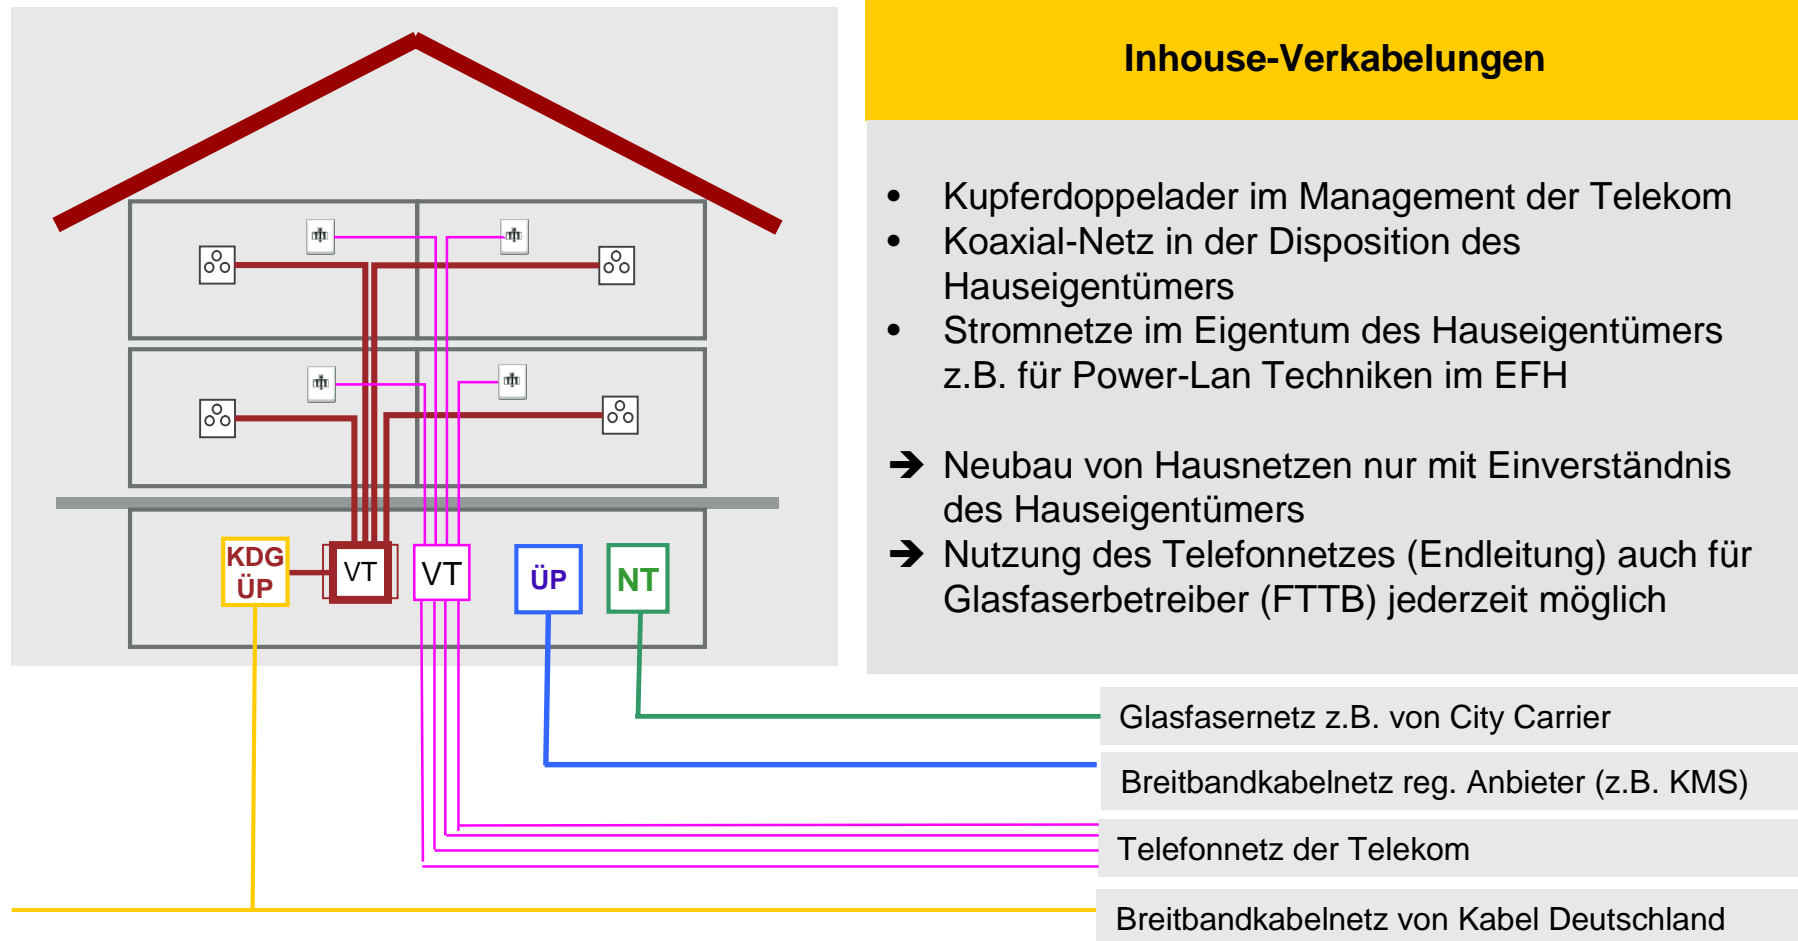 Inhouse-Verkabelungen
• Kupferdoppelader im Management der Telekom
• Koaxial-Netz in der Disposition des
Hauseigentümers
• Stromnetze im Eigentum des Hauseigentümers
z.B. für Power-Lan Techniken im EFH
➔ Neubau von Hausnetzen nur mit Einverständnis
des Hauseigentümers
➔ Nutzung des Telefonnetzes (Endleitung) auch für
Glasfaserbetreiber (FTTB) jederzeit möglich
KDG
ÜP
VT
VT
ÜP
NT
Glasfasernetz z.B. von City Carrier
Breitbandkabelnetz reg. Anbieter (z.B. KMS)
Telefonnetz der Telekom
Breitbandkabelnetz von Kabel Deutschland